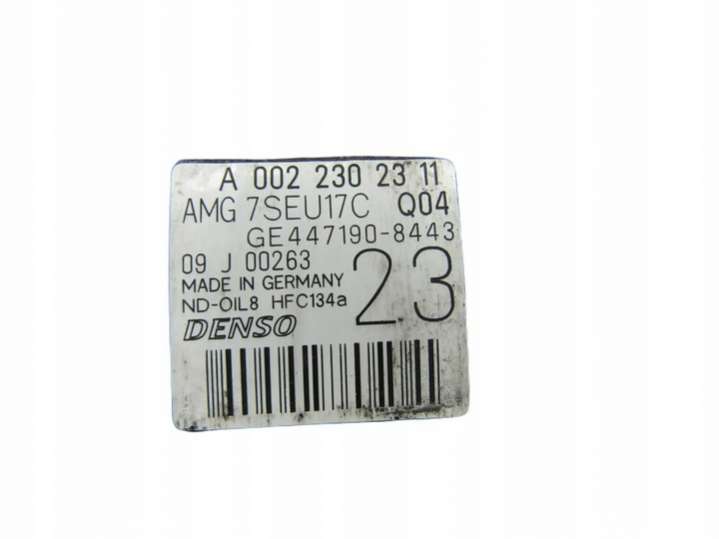 A 002 230 23 11
AMG 7SEU17C Q04
GE447190-8443
09 J 00263
MADE IN GERMANY
ND-OIL8 HFC134a
23
DENSO